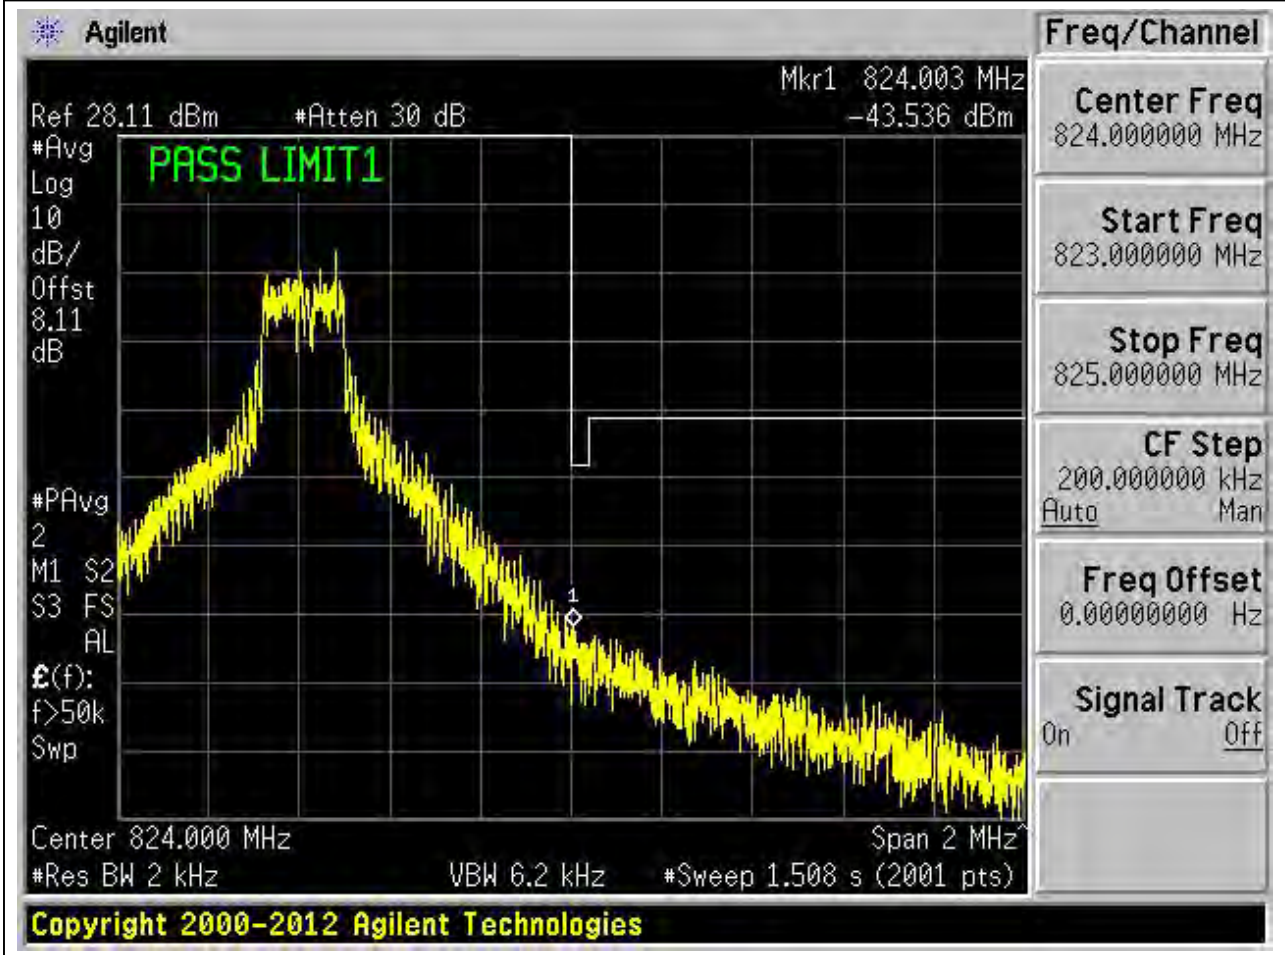 Agilent
Freq/Channel
Mkr1 824.003 MHz
Ref 28.11 dBm #Atten 30 dB -43.536 dBm
#Avg
Log
10
dB/
Offst
8.11
dB
PASS LIMIT1
#PAvg
2
M1 S2
S3 FS
AL
£(f):
f>50k
Swp
1
Center 824.000 MHz Span 2 MHz^
#Res BW 2 kHz VBW 6.2 kHz #Sweep 1.508 s (2001 pts)
Center Freq
824.000000 MHz
Start Freq
823.000000 MHz
Stop Freq
825.000000 MHz
CF Step
200.000000 kHz
Auto Man
Freq Offset
0.00000000 Hz
Signal Track
On Off
Copyright 2000-2012 Agilent Technologies